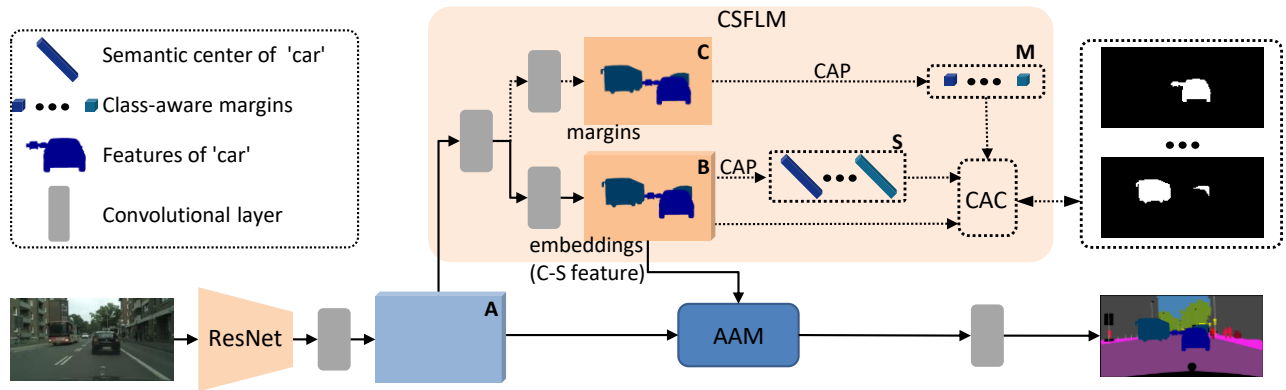 CSFLM
Semantic center of 'car'
Class-aware margins
Features of 'car'
Convolutional layer
C
CAP
M
margins
B
CAP
S
CAC
embeddings
(C-S feature)
ResNet
A
AAM